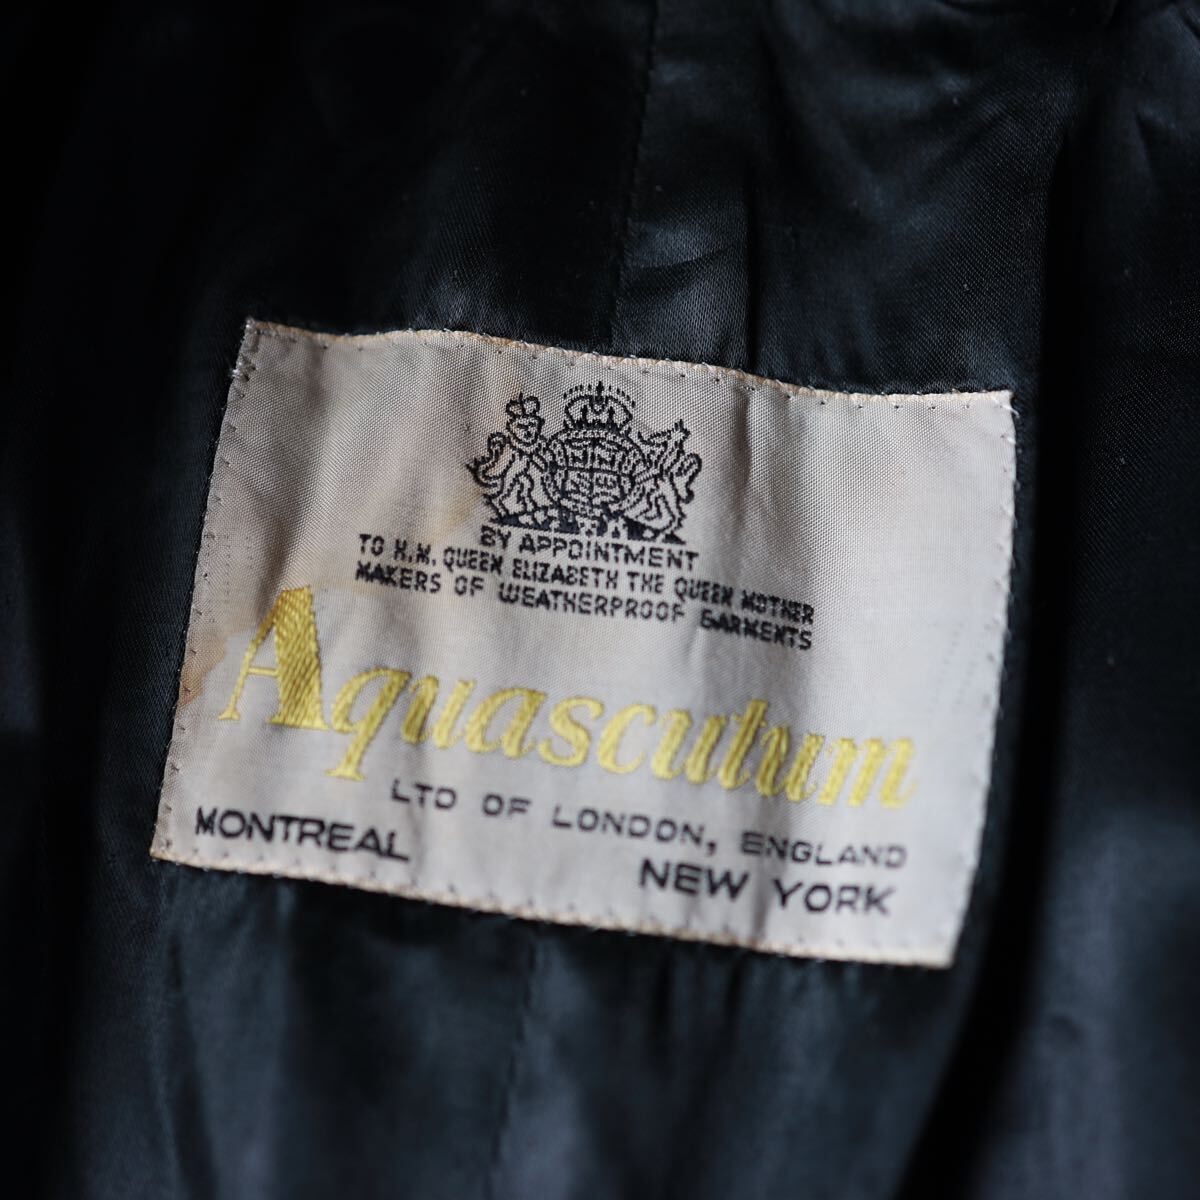 BY APPOINTMENT
TO H.M. QUEEN ELIZABETH THE QUEEN MOTHER
MAKERS OF WEATHERPROOF GARMENTS
Aquascutum
LTD OF LONDON, ENGLAND
MONTREAL
NEW YORK